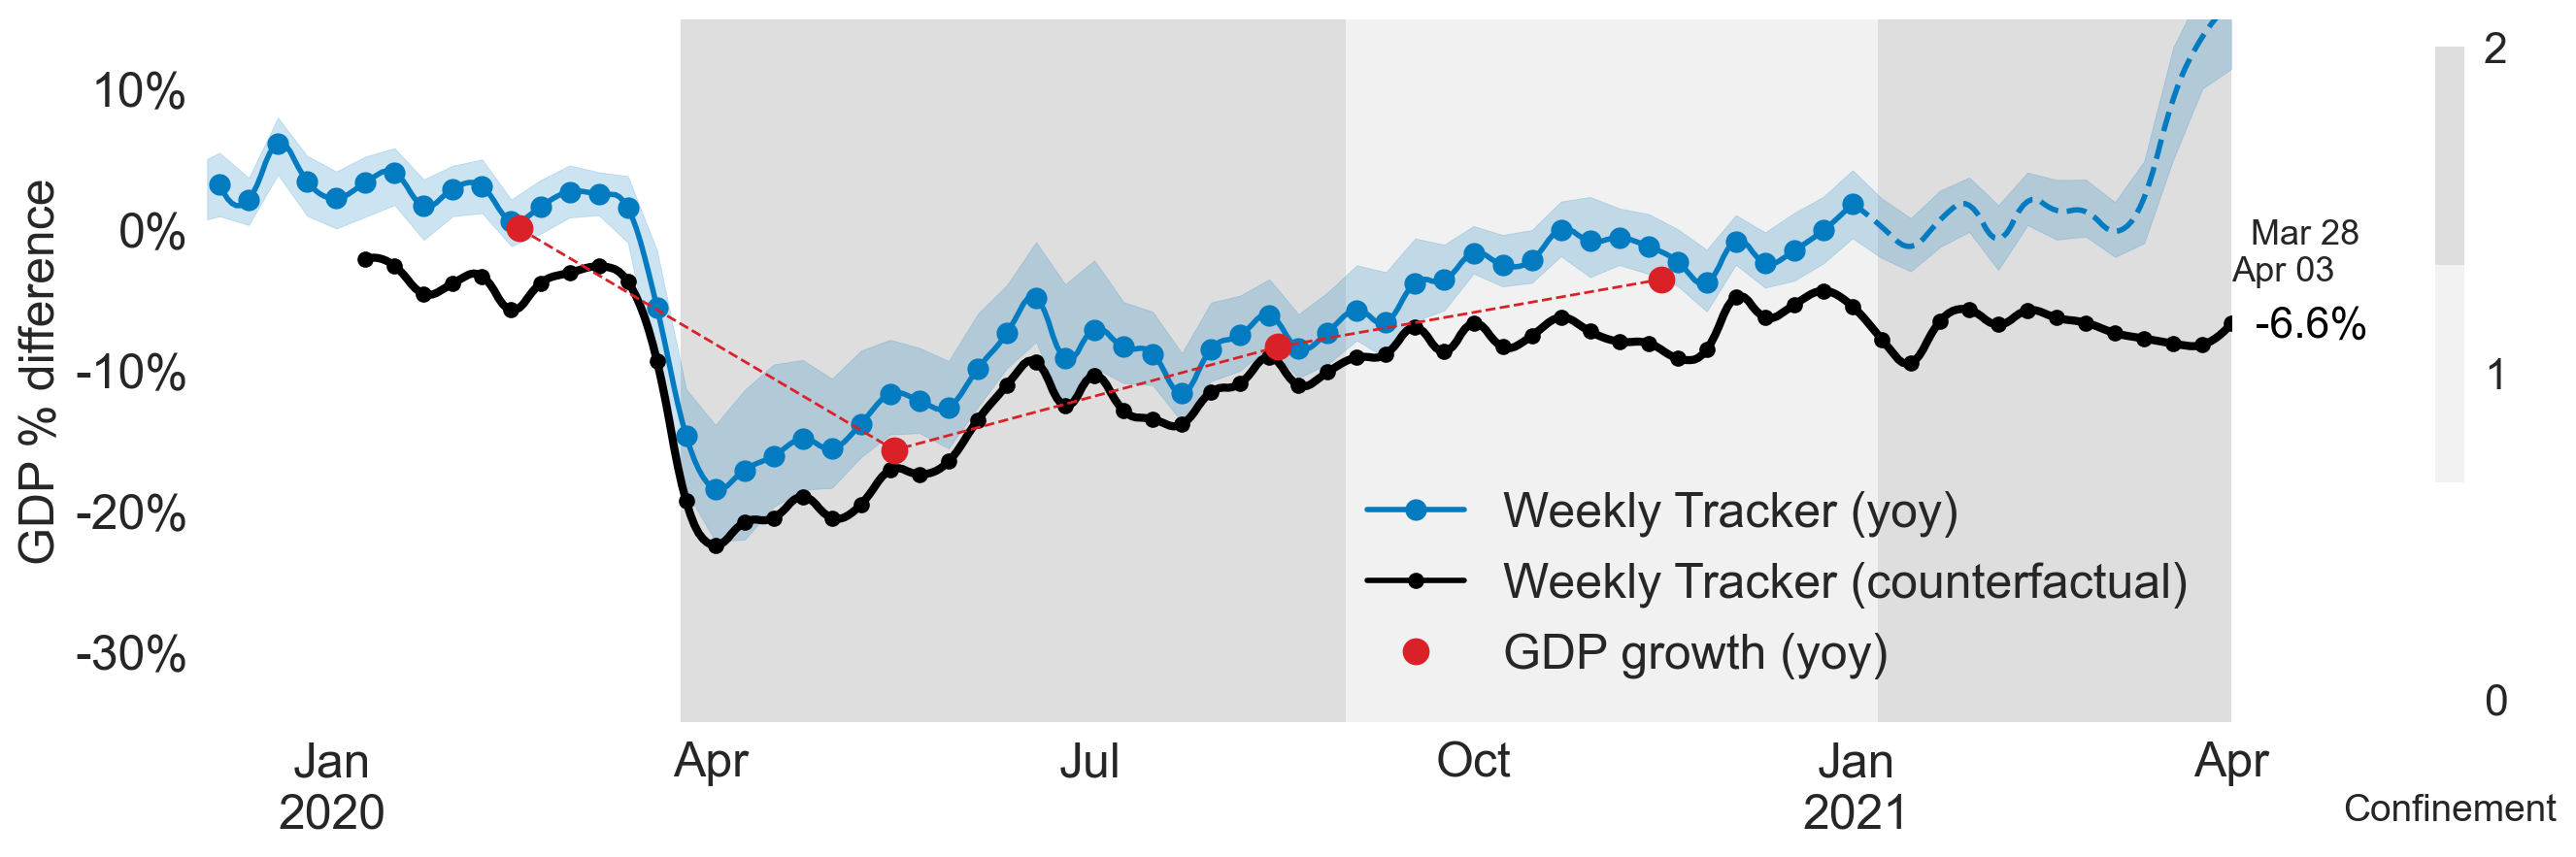 GDP % difference
10%
0%
-10%
-20%
-30%
Jan
2020
Apr
Jul
Oct
Jan
2021
Apr
Weekly Tracker (yoy)
Weekly Tracker (counterfactual)
GDP growth (yoy)
Mar 28
Apr 03
-6.6%
2
1
0
Confinement